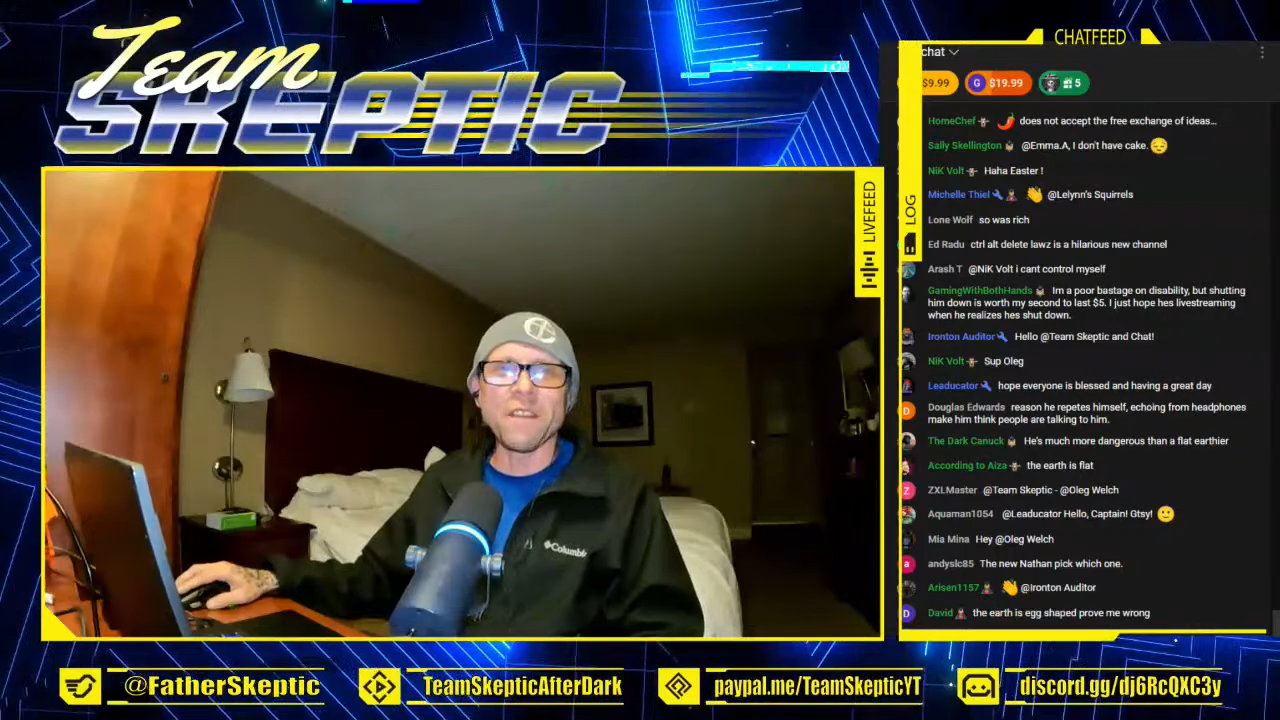 Team
SKEPTIC
CHATFEED
chat
$9.99
G $19.99
5
LIVEFEED
LOG
HomeChef does not accept the free exchange of ideas...
Sally Skellington @Emma.A, I don't have cake.
NiK Volt Haha Easter !
Michelle Thiel @Lelynn's Squirrels
Lone Wolf so was rich
Ed Radu ctrl alt delete lawz is a hilarious new channel
Arash T @NiK Volt i cant control myself
GamingWithBothHands Im a poor bastage on disability, but shutting
him down is worth my second to last $5. I just hope hes livestreaming
when he realizes hes shut down.
Ironton Auditor Hello @Team Skeptic and Chat!
NiK Volt Sup Oleg
Leaducator hope everyone is blessed and having a great day
D Douglas Edwards reason he repetes himself, echoing from headphones
make him think people are talking to him.
The Dark Canuck He's much more dangerous than a flat earthier
According to Aiza the earth is flat
Z ZXLMaster @Team Skeptic - @Oleg Welch
Aquaman1054 @Leaducator Hello, Captain! Gtsy!
Mia Mina Hey @Oleg Welch
a andyslc85 The new Nathan pick which one.
Arisen1157 @Ironton Auditor
D David the earth is egg shaped prove me wrong
Columbia
@FatherSkeptic
TeamSkepticAfterDark
paypal.me/TeamSkepticYT
discord.gg/dj6RcQXC3y